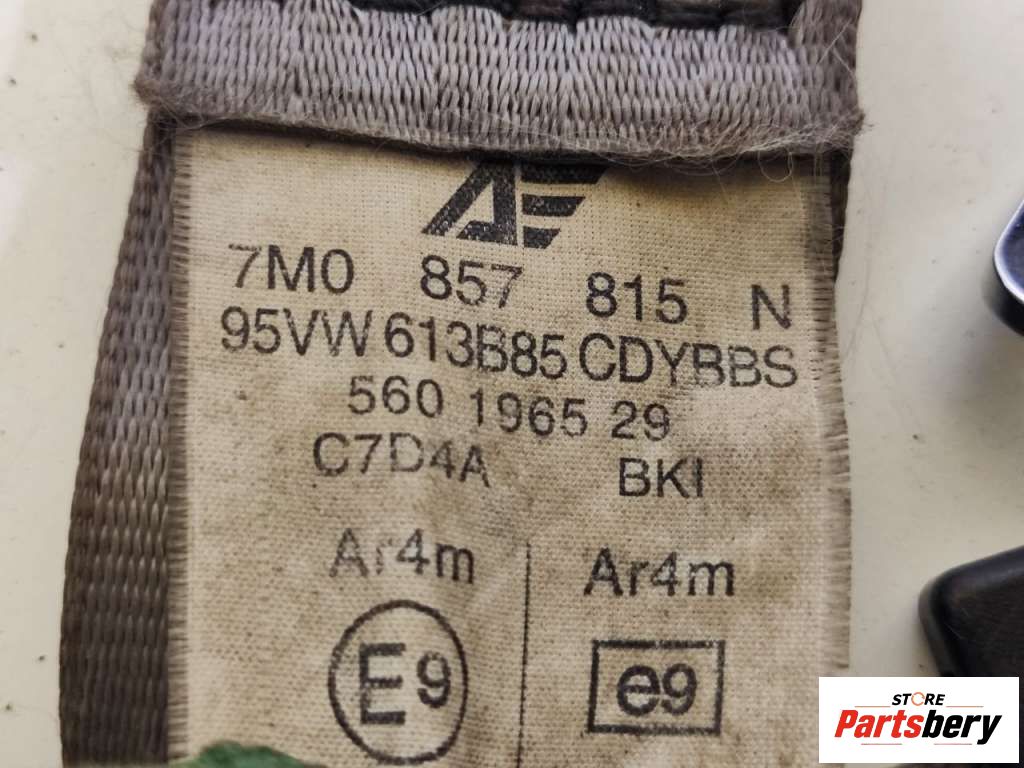 7M0 857 815 N
95VW 613B85 CDYBBS
560 1965 29
C7D4A BKI
Ar4m Ar4m
E9 e9
STORE
Partsbery